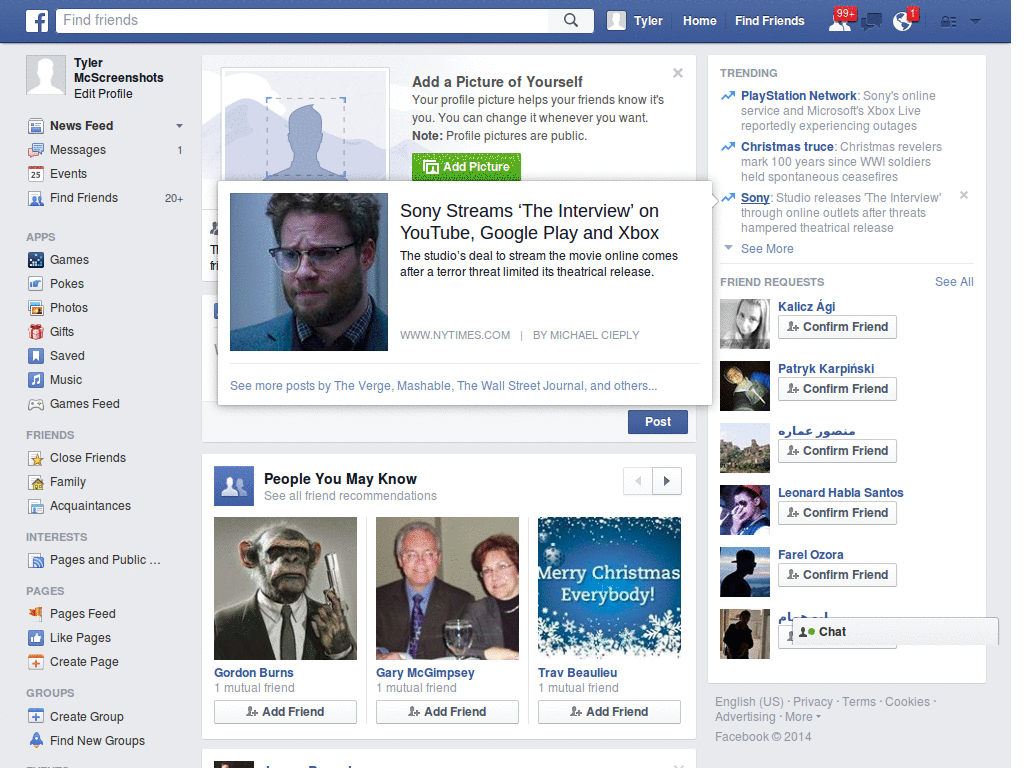 Find friends
Tyler
Home
Find Friends
99+
1
Tyler
McScreenshots
Edit Profile
News Feed
Messages 1
Events
Find Friends 20+
APPS
Games
Pokes
Photos
Gifts
Saved
Music
Games Feed
FRIENDS
Close Friends
Family
Acquaintances
INTERESTS
Pages and Public ...
PAGES
Pages Feed
Like Pages
Create Page
GROUPS
Create Group
Find New Groups
Add a Picture of Yourself
Your profile picture helps your friends know it's
you. You can change it whenever you want.
Note: Profile pictures are public.
Add Picture
Sony Streams ‘The Interview’ on
YouTube, Google Play and Xbox
The studio’s deal to stream the movie online comes
after a terror threat limited its theatrical release.
WWW.NYTIMES.COM | BY MICHAEL CIEPLY
See more posts by The Verge, Mashable, The Wall Street Journal, and others...
Post
People You May Know
See all friend recommendations
Merry Christmas
Everybody!
Gordon Burns
1 mutual friend
Add Friend
Gary McGimpsey
1 mutual friend
Add Friend
Trav Beaulieu
1 mutual friend
Add Friend
TRENDING
PlayStation Network: Sony's online
service and Microsoft's Xbox Live
reportedly experiencing outages
Christmas truce: Christmas revelers
mark 100 years since WWI soldiers
held spontaneous ceasefires
Sony: Studio releases 'The Interview'
through online outlets after threats
hampered theatrical release
See More
FRIEND REQUESTS
See All
Kalicz Ági
Confirm Friend
Patryk Karpiński
Confirm Friend
منصور عماره
Confirm Friend
Leonard Habla Santos
Confirm Friend
Farel Ozora
Confirm Friend
Chat
English (US) · Privacy · Terms · Cookies ·
Advertising · More
Facebook © 2014